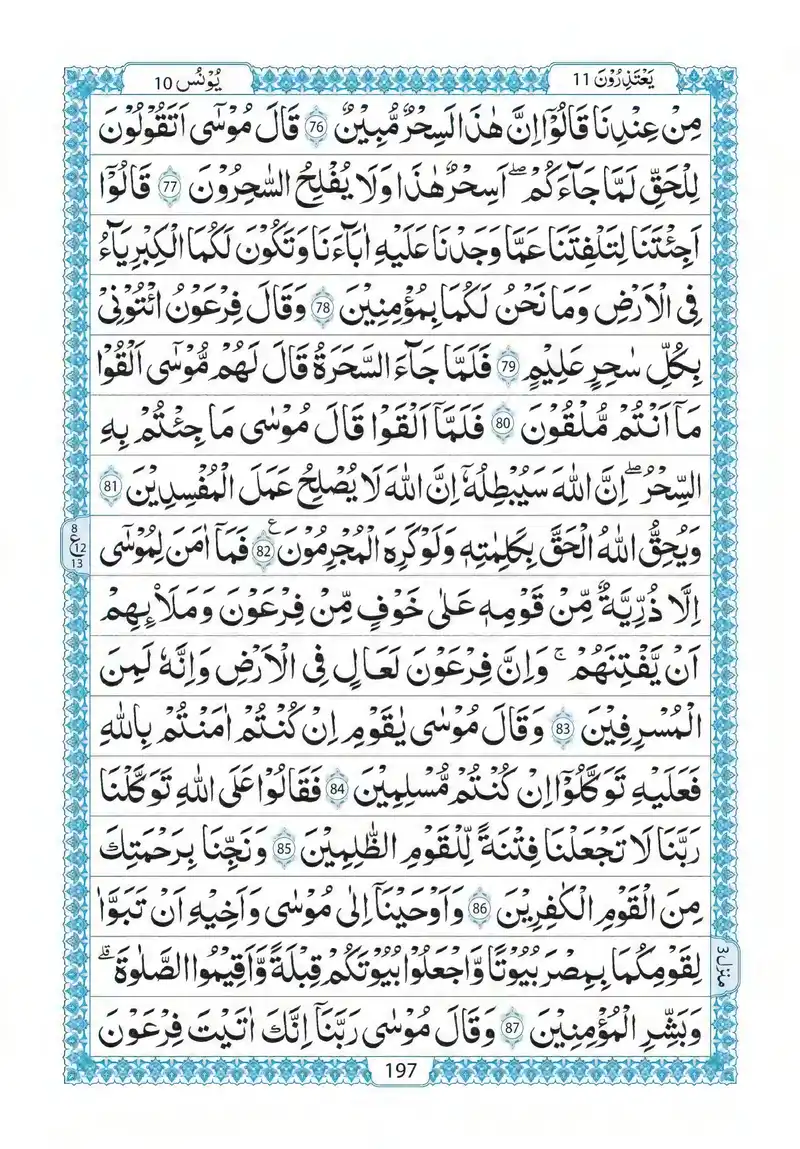 يَعْتَذِرُوْنَ 11
يُوْنُس 10
مِنْ عِنْدِنَا قَالُوْۤا اِنَّ هٰذَا لَسِحْرٌ مُّبِيْنٌ 76 قَالَ مُوْسٰۤى اَتَقُوْلُوْنَ
لِلْحَقِّ لَمَّا جَآءَكُمْ ؕ اَسِحْرٌ هٰذَا وَلَا يُفْلِحُ السّٰحِرُوْنَ 77 قَالُوْۤا
اَجِئْتَنَا لِتَلْفِتَنَا عَمَّا وَجَدْنَا عَلَيْهِ اٰبَآءَنَا وَتَكُوْنَ لَكُمَا الْكِبْرِيَآءُ
فِى الْاَرْضِ وَمَا نَحْنُ لَكُمَا بِمُؤْمِنِيْنَ 78 وَقَالَ فِرْعَوْنُ ائْتُوْنِىْ
بِكُلِّ سٰحِرٍ عَلِيْمٍ 79 فَلَمَّا جَآءَ السَّحَرَةُ قَالَ لَهُمْ مُّوْسٰۤى اَلْقُوْا
مَاۤ اَنْتُمْ مُّلْقُوْنَ 80 فَلَمَّاۤ اَلْقَوْا قَالَ مُوْسٰى مَا جِئْتُمْ بِهِ
السِّحْرُ ؕ اِنَّ اللّٰهَ سَيُبْطِلُهٗۤ اِنَّ اللّٰهَ لَا يُصْلِحُ عَمَلَ الْمُفْسِدِيْنَ 81
وَيُحِقُّ اللّٰهُ الْحَقَّ بِكَلِمٰتِهٖ وَلَوْ كَرِهَ الْمُجْرِمُوْنَ ع 82 فَمَاۤ اٰمَنَ لِمُوْسٰۤى
8 ع 12 13
اِلَّا ذُرِّيَّةٌ مِّنْ قَوْمِهٖ عَلٰى خَوْفٍ مِّنْ فِرْعَوْنَ وَمَلَا۟ئِهِمْ
اَنْ يَّفْتِنَهُمْ ۚ وَاِنَّ فِرْعَوْنَ لَعَالٍ فِى الْاَرْضِ وَاِنَّهٗ لَمِنَ
الْمُسْرِفِيْنَ 83 وَقَالَ مُوْسٰى يٰقَوْمِ اِنْ كُنْتُمْ اٰمَنْتُمْ بِاللّٰهِ
فَعَلَيْهِ تَوَكَّلُوْۤا اِنْ كُنْتُمْ مُّسْلِمِيْنَ 84 فَقَالُوْا عَلَى اللّٰهِ تَوَكَّلْنَا
رَبَّنَا لَا تَجْعَلْنَا فِتْنَةً لِّلْقَوْمِ الظّٰلِمِيْنَ 85 وَنَجِّنَا بِرَحْمَتِكَ
مِنَ الْقَوْمِ الْكٰفِرِيْنَ 86 وَاَوْحَيْنَاۤ اِلٰى مُوْسٰى وَاَخِيْهِ اَنْ تَبَوَّاٰ
لِقَوْمِكُمَا بِمِصْرَ بُيُوْتًا وَّاجْعَلُوْا بُيُوْتَكُمْ قِبْلَةً وَّاَقِيْمُوا الصَّلٰوةَ ؕ
منزل 3
وَبَشِّرِ الْمُؤْمِنِيْنَ 87 وَقَالَ مُوْسٰى رَبَّنَاۤ اِنَّكَ اٰتَيْتَ فِرْعَوْنَ
197